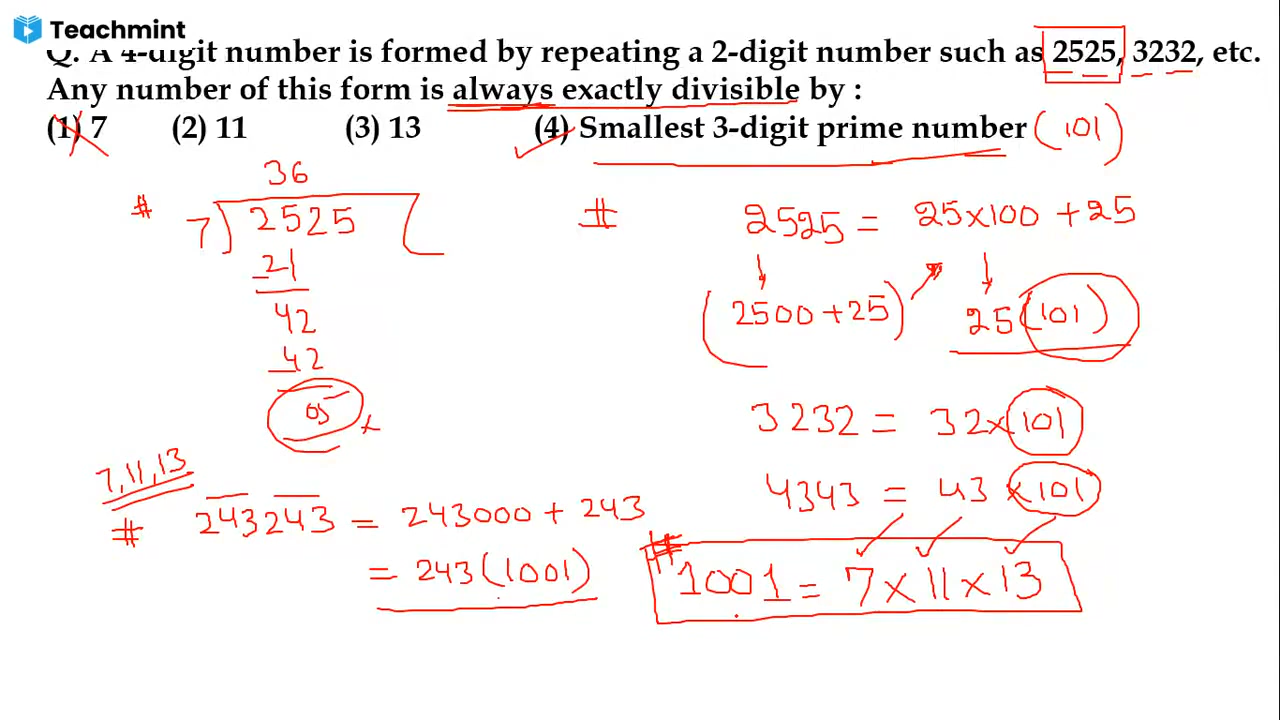 Teachmint
Q. A 4-digit number is formed by repeating a 2-digit number such as 2525, 3232, etc.
Any number of this form is always exactly divisible by :
(1) 7 (2) 11 (3) 13 (4) Smallest 3-digit prime number (101)
36
# 7) 2525 (
-21
42
-42
05 x
# 2525 = 25×100 + 25
(2500 + 25) 25(101)
3232 = 32×101
4343 = 43×101
7, 11, 13
# 243243 = 243000 + 243
= 243(1001)
# 1001 = 7×11×13